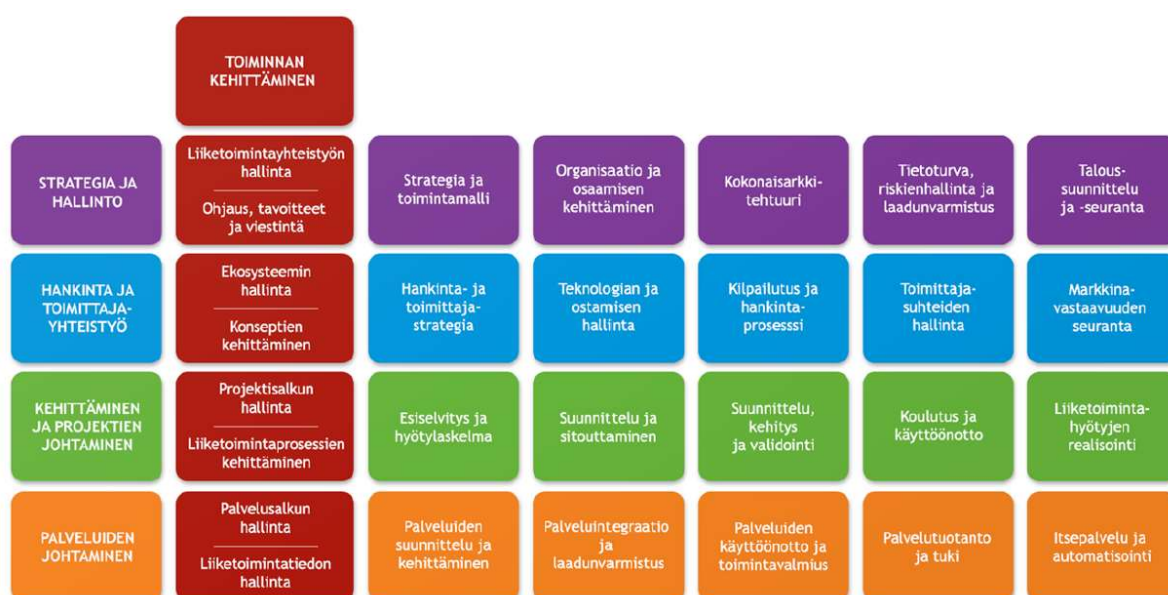 TOIMINNAN
KEHITTÄMINEN
STRATEGIA JA
HALLINTO
Liiketoimintayhteistyön
hallinta
Ohjaus, tavoitteet
ja viestintä
Strategia ja
toimintamalli
Organisaatio ja
osaamisen
kehittäminen
Kokonaisarkki-
tehtuuri
Tietoturva,
riskienhallinta ja
laadunvarmistus
Talous-
suunnittelu
ja -seuranta
HANKINTA JA
TOIMITTAJA-
YHTEISTYÖ
Ekosysteemin
hallinta
Konseptien
kehittäminen
Hankinta- ja
toimittaja-
strategia
Teknologian ja
ostamisen
hallinta
Kilpailutus ja
hankinta-
prosesssi
Toimittaja-
suhteiden
hallinta
Markkina-
vastaavuuden
seuranta
KEHITTÄMINEN
JA PROJEKTIEN
JOHTAMINEN
Projektisalkun
hallinta
Liiketoimintaprosessien
kehittäminen
Esiselvitys ja
hyötylaskelma
Suunnittelu ja
sitouttaminen
Suunnittelu,
kehitys
ja validointi
Koulutus ja
käyttöönotto
Liiketoiminta-
hyötyjen
realisointi
PALVELUIDEN
JOHTAMINEN
Palvelusalkun
hallinta
Liiketoimintatiedon
hallinta
Palveluiden
suunnittelu ja
kehittäminen
Palveluintegraatio
ja
laadunvarmistus
Palveluiden
käyttöönotto ja
toimintavalmius
Palvelutuotanto
ja tuki
Itsepalvelu ja
automatisointi